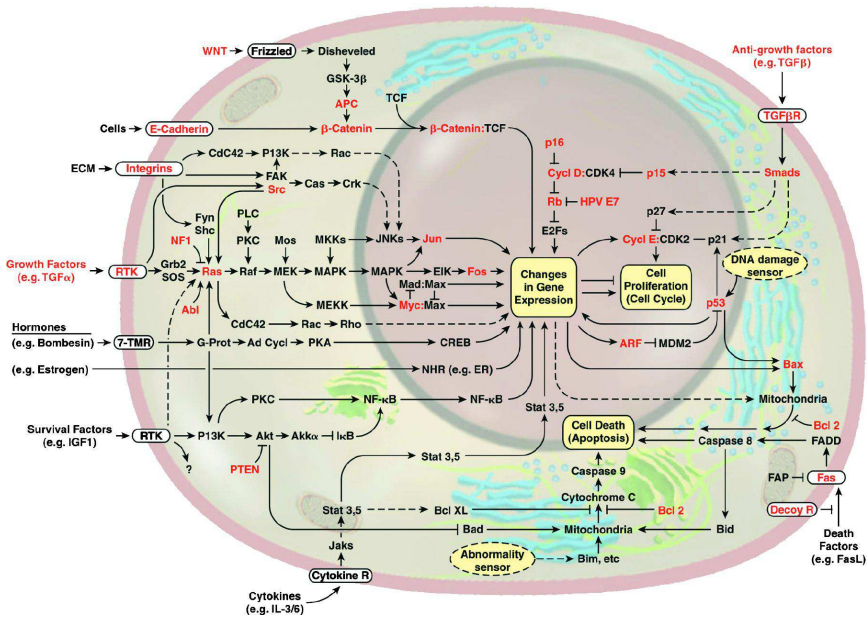 WNT
Frizzled
Disheveled
GSK-3β
APC
TCF
Cells
E-Cadherin
β-Catenin
β-Catenin:TCF
Anti-growth factors
(e.g. TGFβ)
TGFβR
ECM
Integrins
CdC42
P13K
Rac
FAK
Src
Cas
Crk
p16
Cycl D:CDK4
p15
Smads
Rb
HPV E7
E2Fs
p27
Cycl E:CDK2
p21
Fyn
Shc
NF1
PLC
PKC
Mos
MKKs
JNKs
Jun
Growth Factors
(e.g. TGFα)
RTK
Grb2
SOS
Ras
Raf
MEK
MAPK
MAPK
ElK
Fos
Mad:Max
MEKK
Myc:Max
Abl
CdC42
Rac
Rho
Changes
in Gene
Expression
Cell
Proliferation
(Cell Cycle)
DNA damage
sensor
p53
Hormones
(e.g. Bombesin)
7-TMR
G-Prot
Ad Cycl
PKA
CREB
ARF
MDM2
(e.g. Estrogen)
NHR (e.g. ER)
Bax
PKC
NF-κB
NF-κB
Stat 3,5
Mitochondria
Survival Factors
(e.g. IGF1)
RTK
P13K
Akt
Akkα
IκB
?
PTEN
Cell Death
(Apoptosis)
Bcl 2
Caspase 8
FADD
Stat 3,5
Caspase 9
FAP
Fas
Cytochrome C
Stat 3,5
Bcl XL
Bcl 2
Decoy R
Bad
Mitochondria
Bid
Death
Factors
(e.g. FasL)
Jaks
Abnormality
sensor
Bim, etc
Cytokine R
Cytokines
(e.g. IL-3/6)